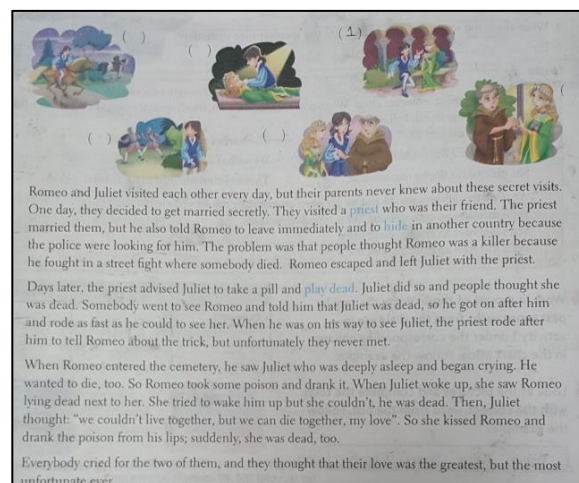 ( )
( )
(1)
(
( )
( )
Romeo and Juliet visited each other every day, but their parents never knew about these secret visits.
One day, they decided to get married secretly. They visited a priest who was their friend. The priest
married them, but he also told Romeo to leave immediately and to hide in another country because
the police were looking for him. The problem was that people thought Romeo was a killer because
he fought in a street fight where somebody died. Romeo escaped and left Juliet with the priest.
Days later, the priest advised Juliet to take a pill and play dead. Juliet did so and people thought she
was dead. Somebody went to see Romeo and told him that Juliet was dead, so he got on after him
and rode as fast as he could to see her. When he was on his way to see Juliet, the priest rode after
him to tell Romeo about the trick, but unfortunately they never met.
When Romeo entered the cemetery, he saw Juliet who was deeply asleep and began crying. He
wanted to die, too. So Romeo took some poison and drank it. When Juliet woke up, she saw Romeo
lying dead next to her. She tried to wake him up but she couldn't, he was dead. Then, Juliet
thought: "we couldn't live together, but we can die together, my love". So she kissed Romeo and
drank the poison from his lips; suddenly, she was dead, too.
Everybody cried for the two of them, and they thought that their love was the greatest, but the most
unfortunate ever